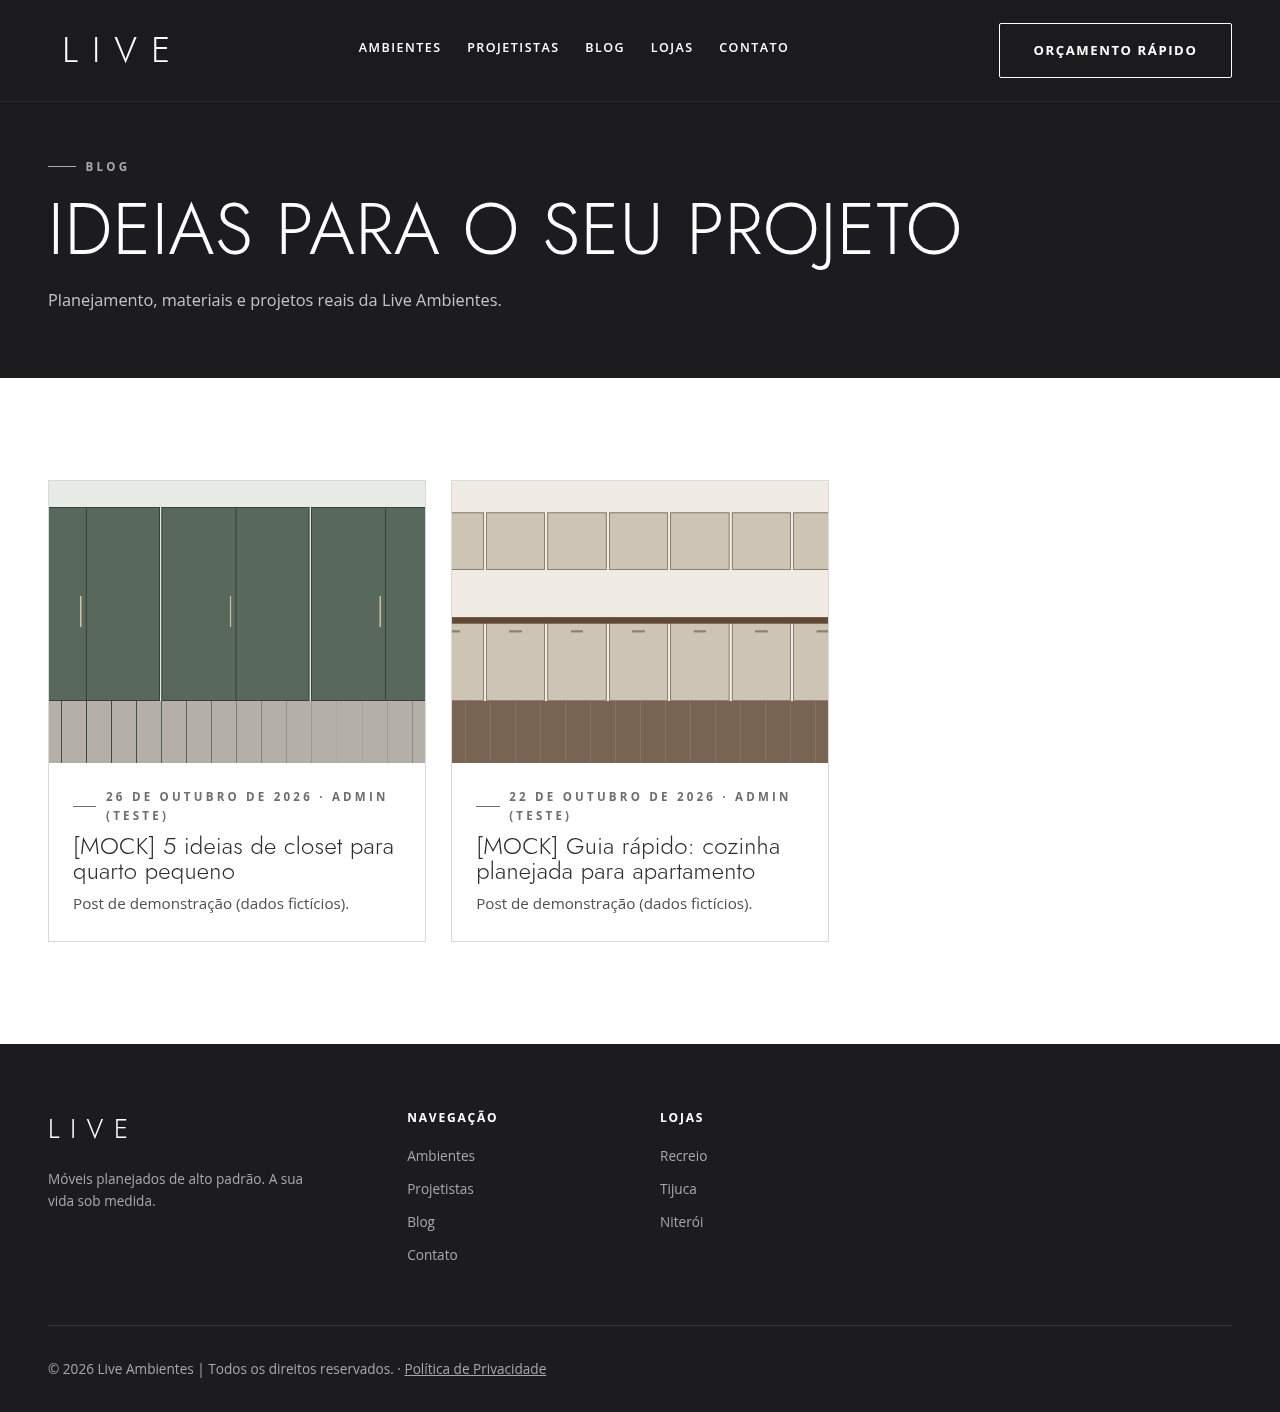 LIVE
AMBIENTES
PROJETISTAS
BLOG
LOJAS
CONTATO
ORÇAMENTO RÁPIDO
BLOG
IDEIAS PARA O SEU PROJETO
Planejamento, materiais e projetos reais da Live Ambientes.
26 DE OUTUBRO DE 2026 · ADMIN
(TESTE)
[MOCK] 5 ideias de closet para
quarto pequeno
Post de demonstração (dados fictícios).
22 DE OUTUBRO DE 2026 · ADMIN
(TESTE)
[MOCK] Guia rápido: cozinha
planejada para apartamento
Post de demonstração (dados fictícios).
LIVE
Móveis planejados de alto padrão. A sua
vida sob medida.
NAVEGAÇÃO
Ambientes
Projetistas
Blog
Contato
LOJAS
Recreio
Tijuca
Niterói
© 2026 Live Ambientes | Todos os direitos reservados. · Política de Privacidade